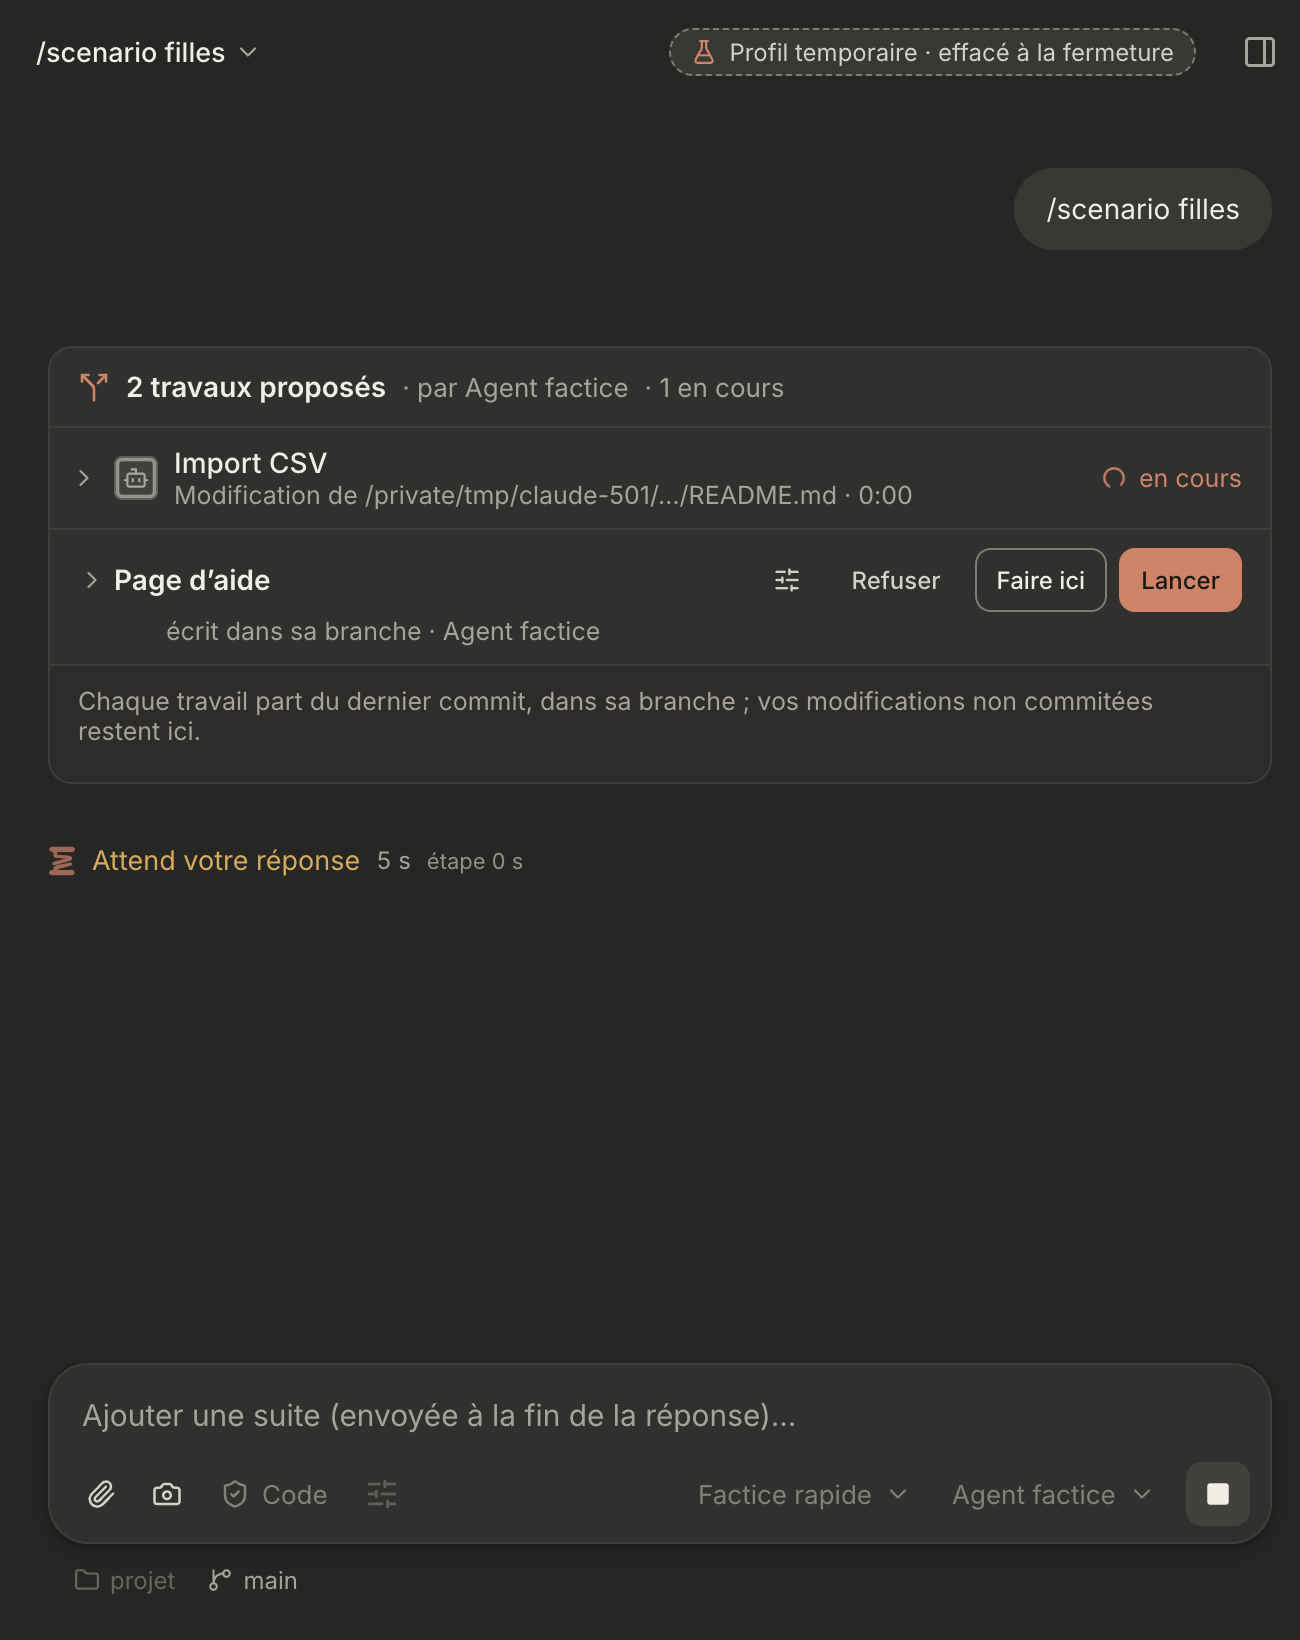 /scenario filles
Profil temporaire · effacé à la fermeture
/scenario filles
2 travaux proposés · par Agent factice · 1 en cours
Import CSV
Modification de /private/tmp/claude-501/.../README.md · 0:00
en cours
Page d’aide
Refuser
Faire ici
Lancer
écrit dans sa branche · Agent factice
Chaque travail part du dernier commit, dans sa branche ; vos modifications non commitées
restent ici.
Attend votre réponse 5 s étape 0 s
Ajouter une suite (envoyée à la fin de la réponse)...
Code
Factice rapide
Agent factice
projet
main